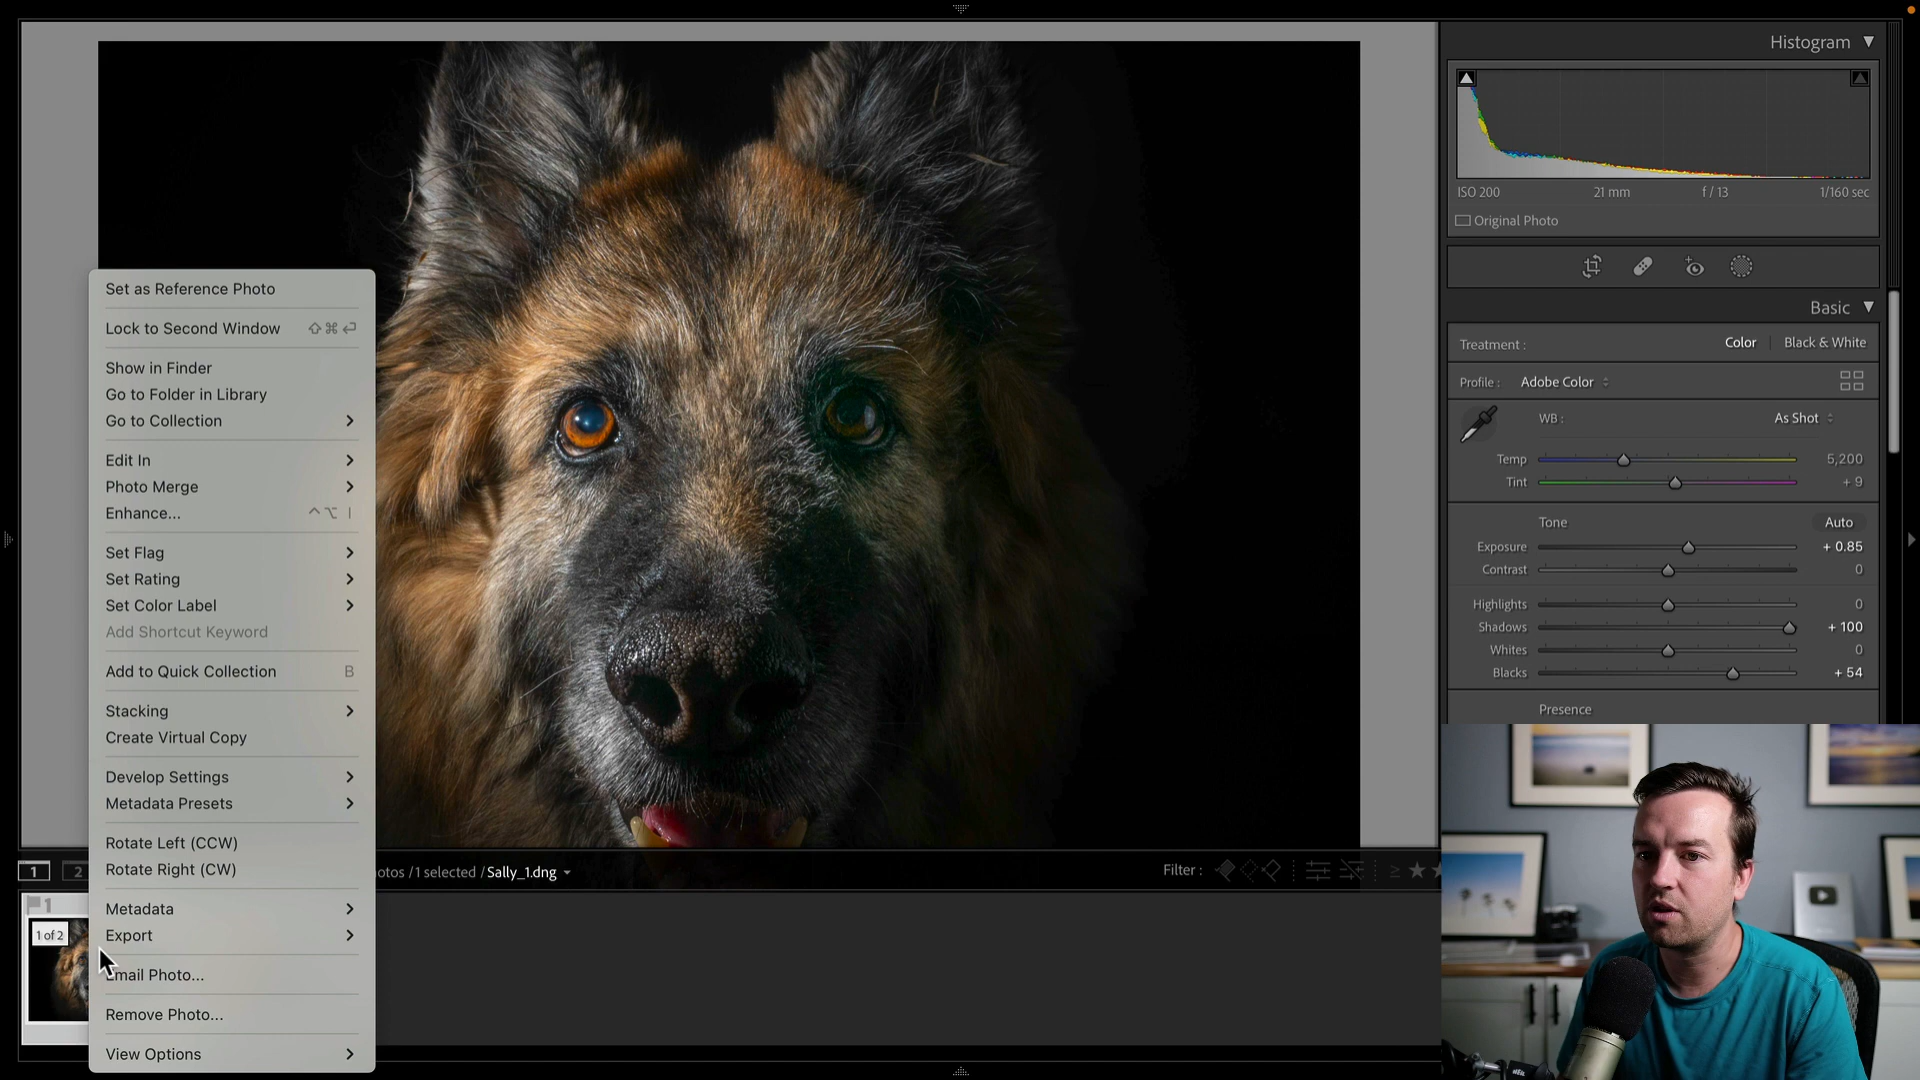 Histogram
ISO 200 21 mm f / 13 1/160 sec
Original Photo
Basic
Treatment : Color Black & White
Profile : Adobe Color
WB : As Shot
Temp 5,200
Tint + 9
Tone Auto
Exposure + 0.85
Contrast 0
Highlights 0
Shadows + 100
Whites 0
Blacks + 54
Presence
Set as Reference Photo
Lock to Second Window ⇧⌘⏎
Show in Finder
Go to Folder in Library
Go to Collection
Edit In
Photo Merge
Enhance... ^⌥ I
Set Flag
Set Rating
Set Color Label
Add Shortcut Keyword
Add to Quick Collection B
Stacking
Create Virtual Copy
Develop Settings
Metadata Presets
Rotate Left (CCW)
Rotate Right (CW)
Metadata
Export
Email Photo...
Remove Photo...
View Options
1 2 otos /1 selected /Sally_1.dng Filter : ≥ ★★
1
1 of 2